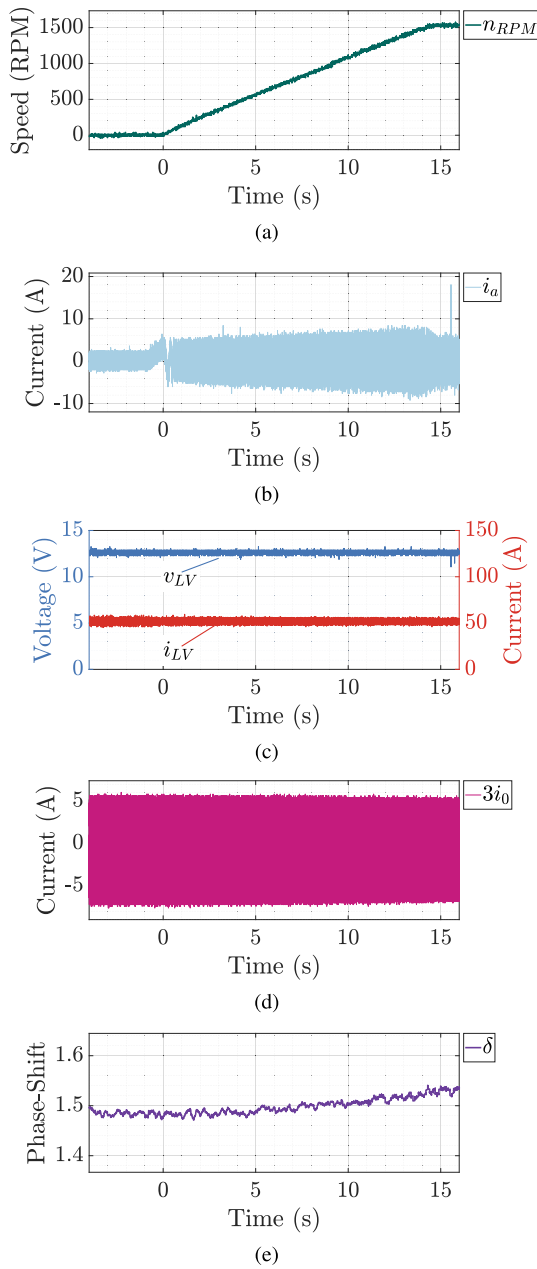 1500
1000
500
0
Speed (RPM)
n_RPM
0 5 10 15
Time (s)
(a)
20
10
0
-10
Current (A)
i_a
0 5 10 15
Time (s)
(b)
15
10
5
0
Voltage (V)
v_LV
i_LV
150
100
50
0
Current (A)
0 5 10 15
Time (s)
(c)
5
0
-5
Current (A)
3i_0
0 5 10 15
Time (s)
(d)
1.6
1.5
1.4
Phase-Shift
δ
0 5 10 15
Time (s)
(e)